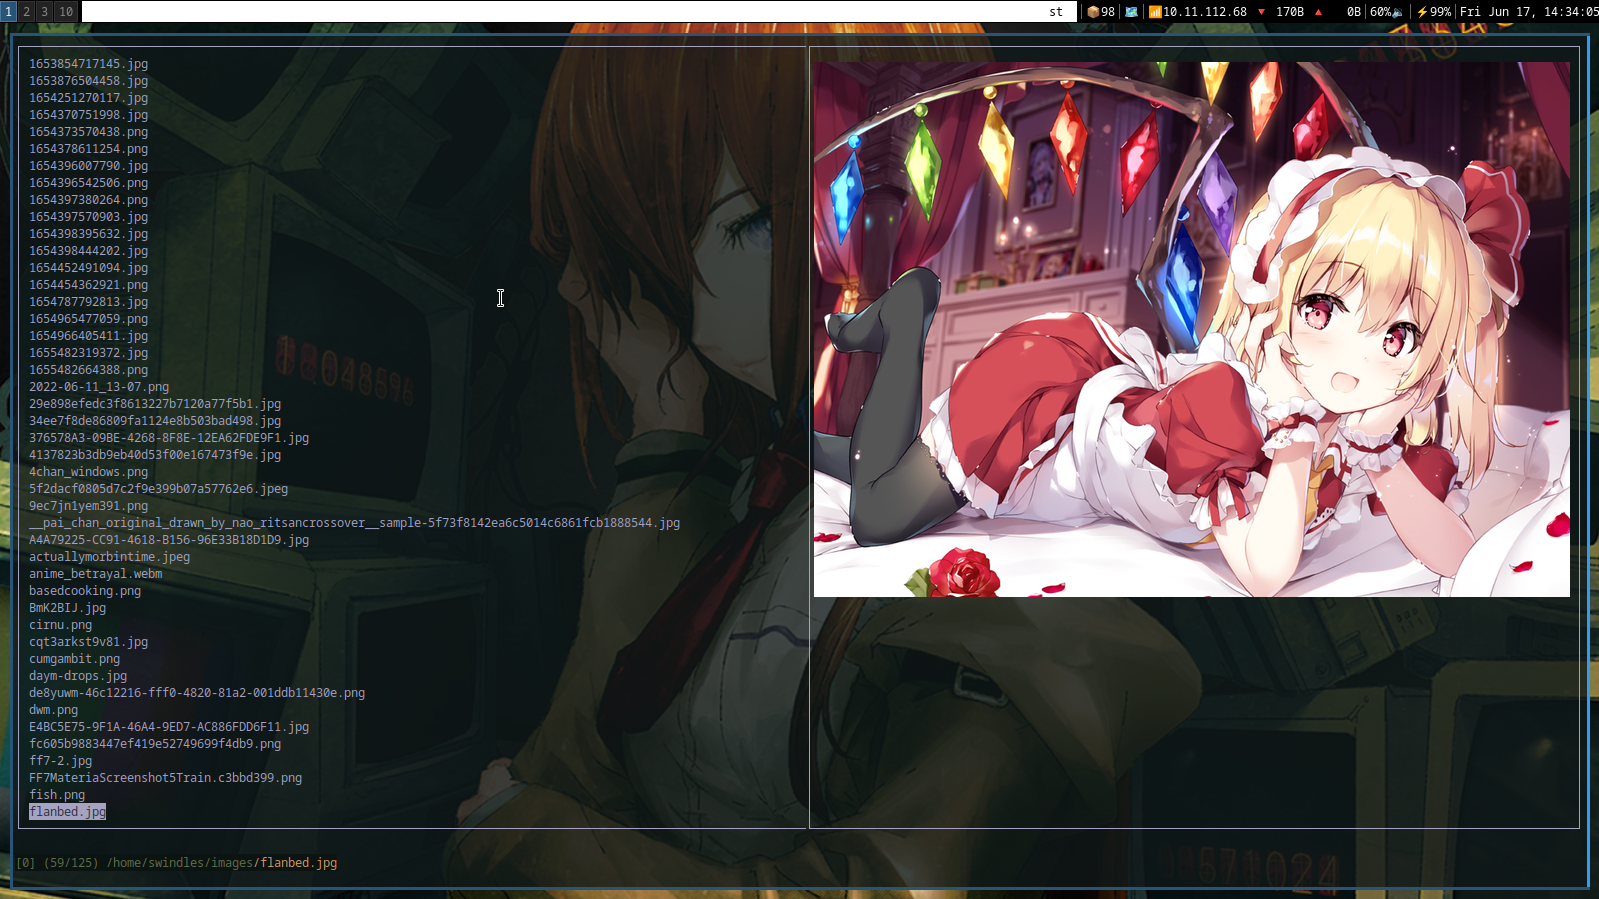 1 2 3 10 st 98 10.11.112.68 170B 0B 60% 99% Fri Jun 17, 14:34:05
1653854717145.jpg
1653876504458.jpg
1654251270117.jpg
1654370751998.jpg
1654373570438.png
1654378611254.png
1654396007790.jpg
1654396542506.png
1654397380264.png
1654397570903.jpg
1654398395632.jpg
1654398444202.jpg
1654452491094.jpg
1654454362921.png
1654787792813.jpg
1654965477059.jpg
1654966405411.jpg
1655482319372.jpg
1655482664388.png
2022-06-11_13-07.png
29e898efedc3f8613227b7120a77f5b1.jpg
34ee7f8de86809fa1124e8b503bad498.jpg
376578A3-09BE-4268-8F8E-12EA62FDE9F1.jpg
4137823b3db9eb40d53f00e167473f9e.jpg
4chan_windows.png
5f2dacf0805d7c2f9e399b07a57762e6.jpeg
9ec7jn1yem391.png
__pai_chan_original_drawn_by_nao_ritsancrossover__sample-5f73f8142ea6c5014c6861fcb1888544.jpg
A4A79225-CC91-4618-B156-96E33B18D1D9.jpg
actuallymorbintime.jpeg
anime_betrayal.webm
basedcooking.png
BmK2BIJ.jpg
cirnu.png
cqt3arkst9v81.jpg
cumgambit.png
daym-drops.jpg
de8yuwm-46c12216-fff0-4820-81a2-001ddb11430e.png
dwm.png
E4BC5E75-9F1A-46A4-9ED7-AC886FDD6F11.jpg
fc605b9883447ef419e52749699f4db9.png
ff7-2.jpg
FF7MateriaScreenshot5Train.c3bbd399.png
fish.png
flanbed.jpg
[0] (59/125) /home/swindles/images/flanbed.jpg